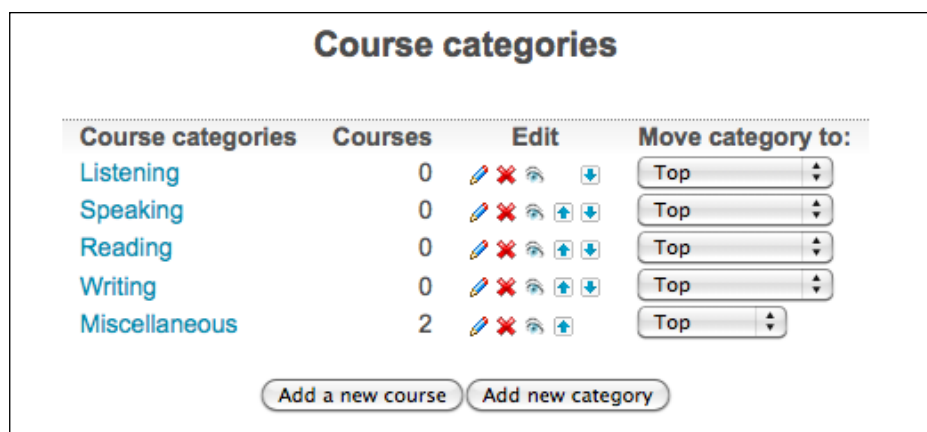 Course categories
Course categories Courses Edit Move category to:
Listening 0 Top
Speaking 0 Top
Reading 0 Top
Writing 0 Top
Miscellaneous 2 Top
Add a new course Add new category